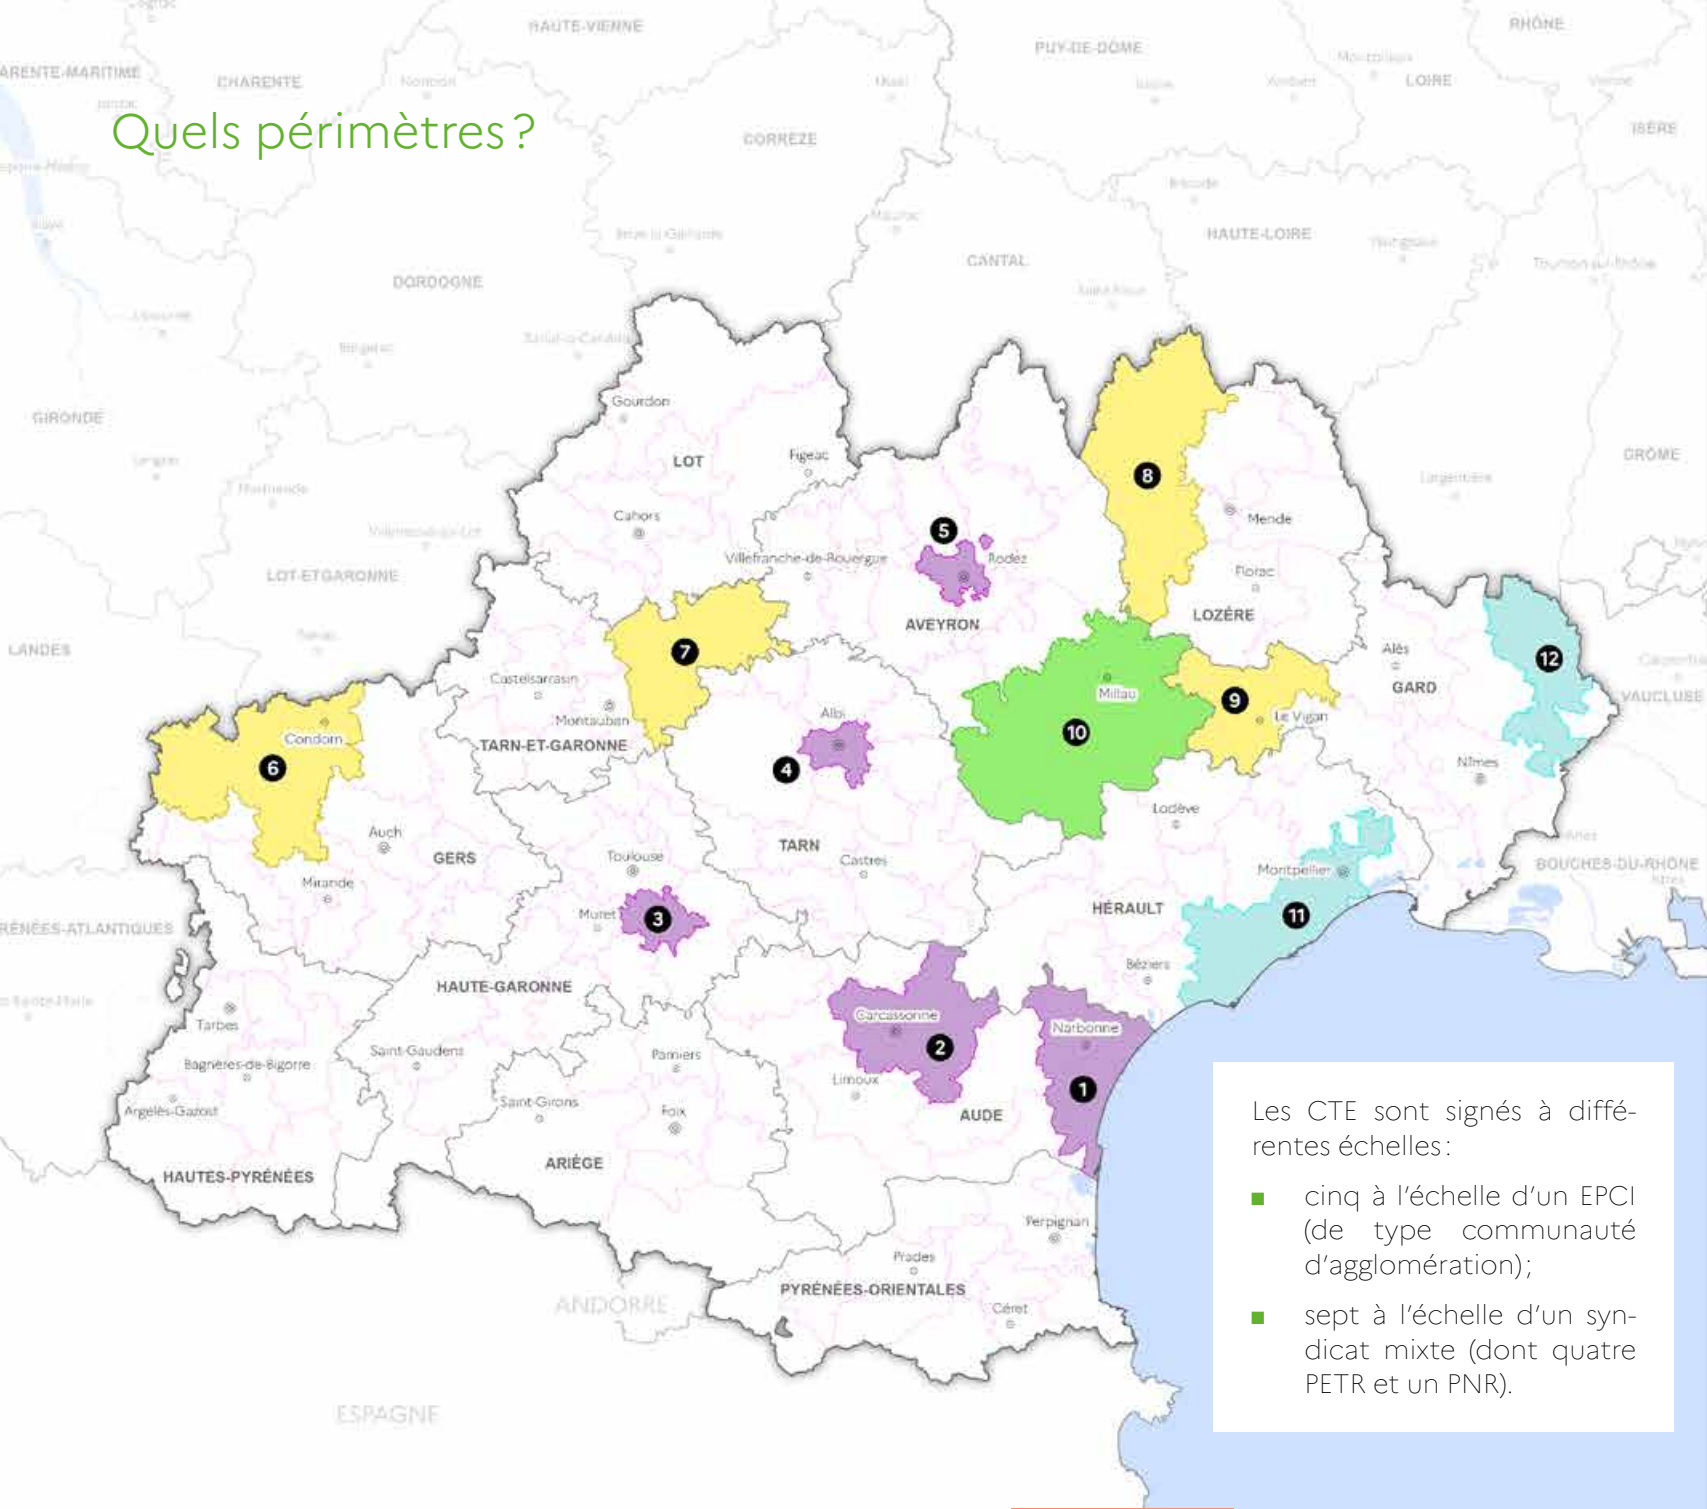 HAUTE-VIENNE
RHÔNE
PUY-DE-DÔME
CHARENTE
LOIRE
Quels périmètres ?
CORRÈZE
ISÈRE
HAUTE-LOIRE
CANTAL
DORDOGNE
GIRONDE
Gourdon
LOT
Figeac
DRÔME
8
Cahors
Mende
5
Villefranche-de-Rouergue
Rodez
LOT-ET-GARONNE
Florac
LOZÈRE
AVEYRON
LANDES
7
Alès
12
Castelsarrasin
Millau
GARD
VAUCLUSE
9
Albi
Montauban
Le Vigan
Condom
10
TARN-ET-GARONNE
6
4
Nîmes
Lodève
Auch
TARN
GERS
Toulouse
Castres
Montpellier
BOUCHES-DU-RHÔNE
Mirande
HÉRAULT
11
Muret
3
PYRÉNÉES-ATLANTIQUES
Béziers
HAUTE-GARONNE
Tarbes
Carcassonne
Narbonne
2
Saint-Gaudens
Pamiers
Bagnères-de-Bigorre
Limoux
1
Argelès-Gazost
Saint-Girons
Foix
AUDE
ARIÉGE
HAUTES-PYRÉNÉES
Perpignan
Prades
PYRÉNÉES-ORIENTALES
ANDORRE
Céret
ESPAGNE
Les CTE sont signés à diffé-
rentes échelles :
■ cinq à l'échelle d'un EPCI
(de type communauté
d'agglomération) ;
■ sept à l'échelle d'un syn-
dicat mixte (dont quatre
PETR et un PNR).